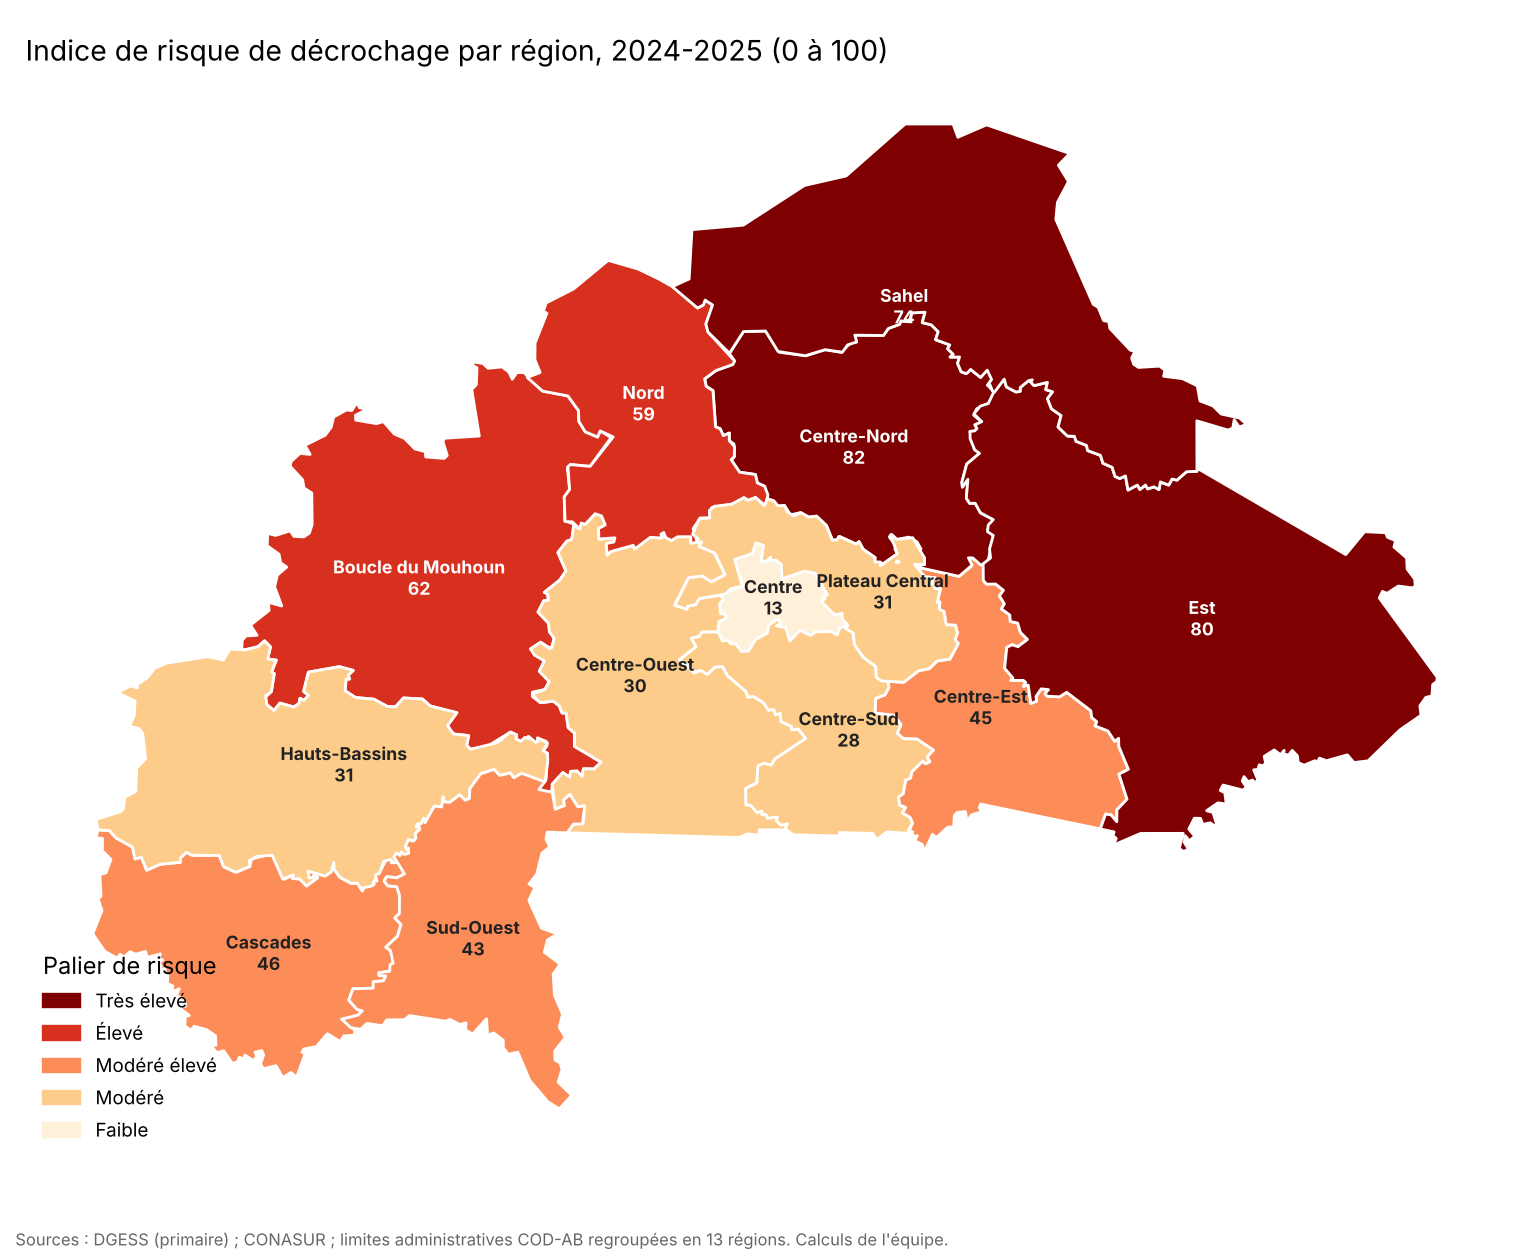 Indice de risque de décrochage par région, 2024-2025 (0 à 100)
Sahel
74
Nord
59
Centre-Nord
82
Boucle du Mouhoun
62
Centre
13
Plateau Central
31
Est
80
Centre-Ouest
30
Centre-Est
45
Centre-Sud
28
Hauts-Bassins
31
Sud-Ouest
43
Cascades
46
Palier de risque
Très élevé
Élevé
Modéré élevé
Modéré
Faible
Sources : DGESS (primaire) ; CONASUR ; limites administratives COD-AB regroupées en 13 régions. Calculs de l'équipe.